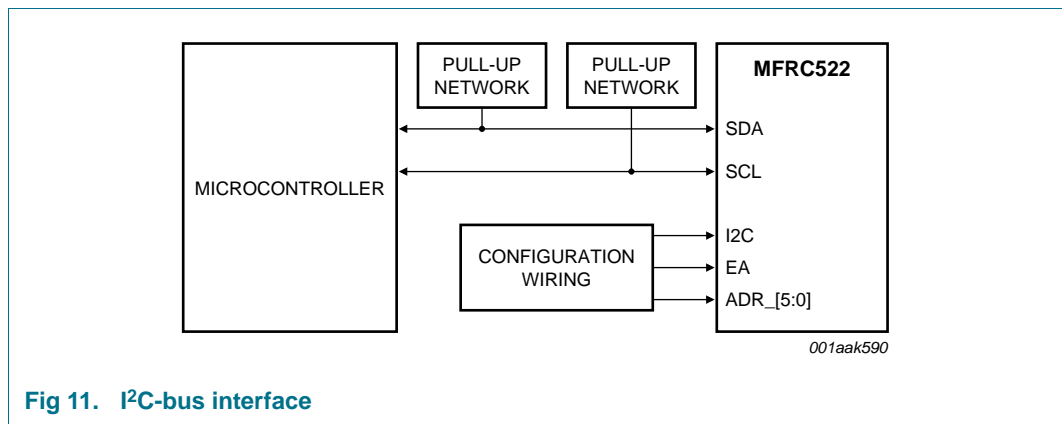 PULL-UP
NETWORK
PULL-UP
NETWORK
MFRC522
SDA
SCL
MICROCONTROLLER
I2C
CONFIGURATION
WIRING
EA
ADR_[5:0]
001aak590
Fig 11. I²C-bus interface